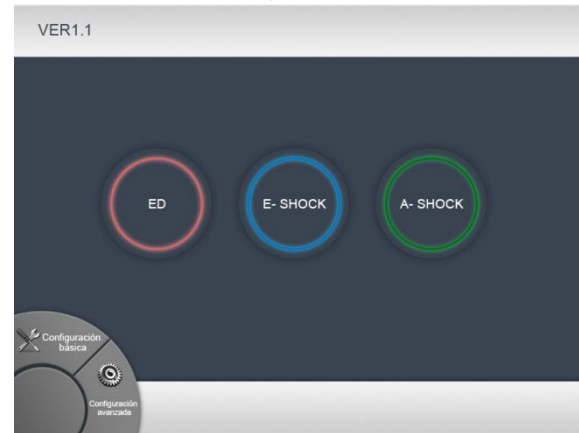 VER1.1
ED
E- SHOCK
A- SHOCK
Configuración
básica
Configuración
avanzada